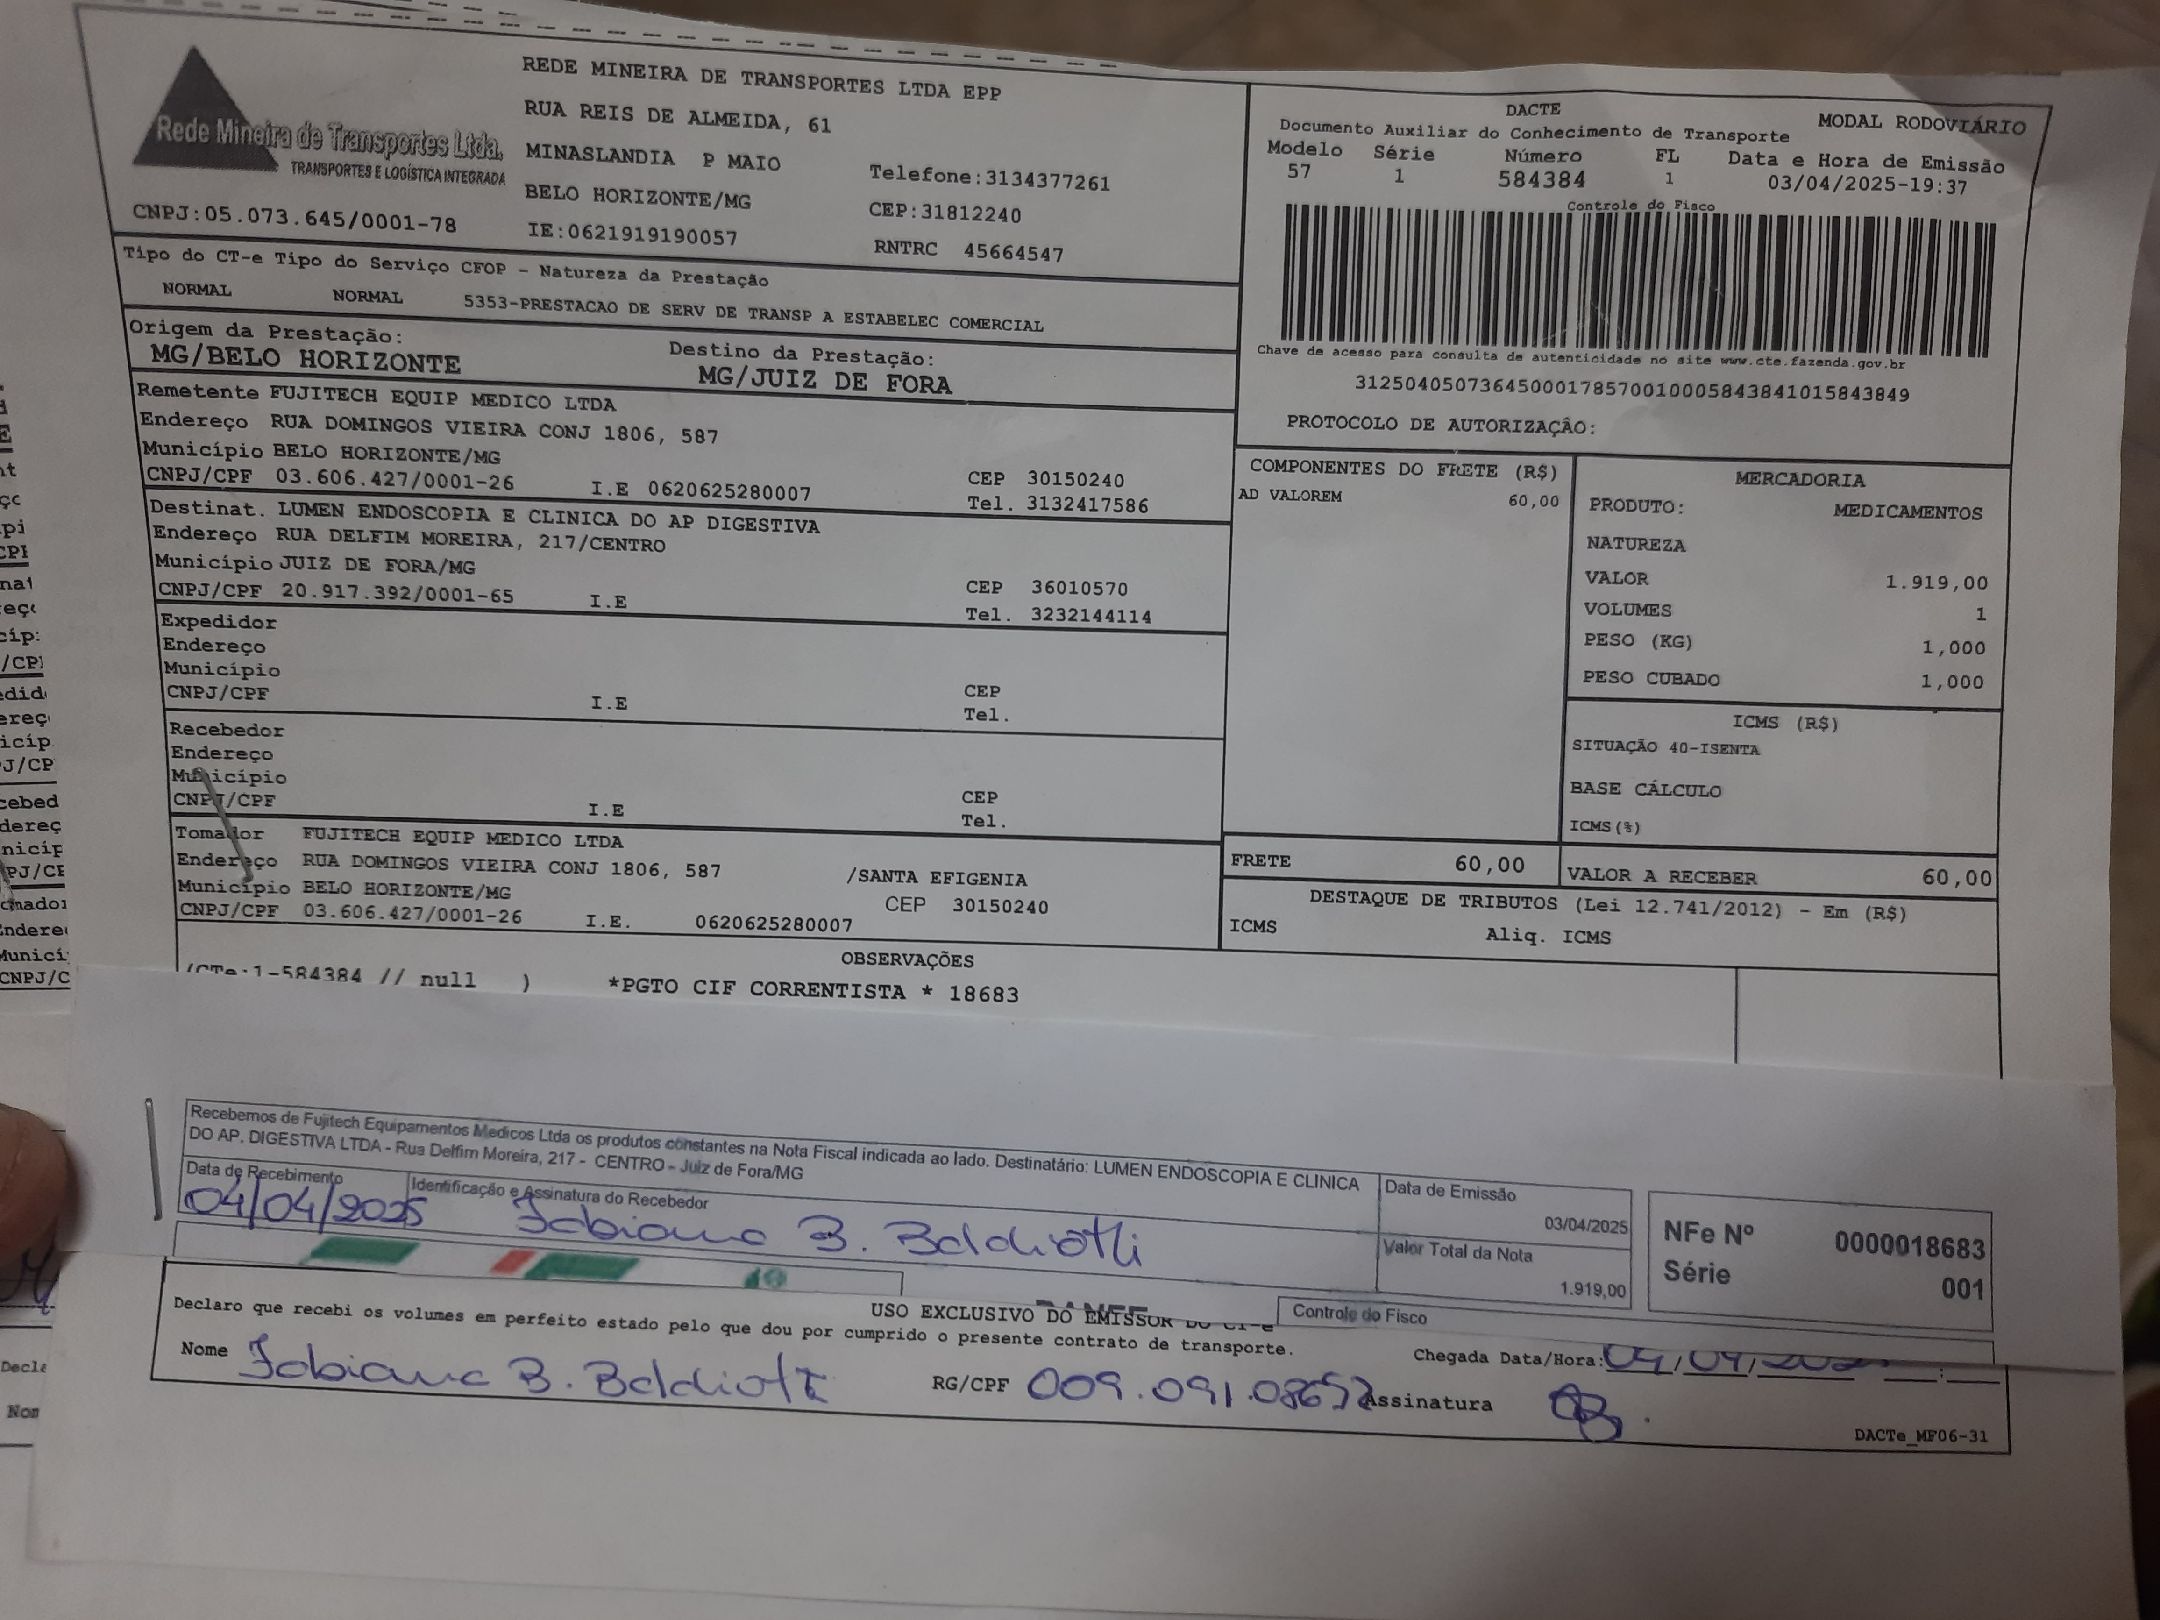 Rede Mineira de Transportes Ltda.
TRANSPORTES E LOGÍSTICA INTEGRADA
CNPJ:05.073.645/0001-78
REDE MINEIRA DE TRANSPORTES LTDA EPP
RUA REIS DE ALMEIDA, 61
MINASLANDIA P MAIO
BELO HORIZONTE/MG
IE:0621919190057
Telefone:3134377261
CEP:31812240
RNTRC 45664547
DACTE
MODAL RODOVIÁRIO
Documento Auxiliar do Conhecimento de Transporte
Modelo Série Número FL Data e Hora de Emissão
57 1 584384 1 03/04/2025-19:37
Controle do Fisco
Chave de acesso para consulta de autenticidade no site www.cte.fazenda.gov.br
31250405073645000178570010005843841015843849
PROTOCOLO DE AUTORIZAÇÂO:
Tipo do CT-e Tipo do Serviço CFOP - Natureza da Prestação
NORMAL NORMAL 5353-PRESTACAO DE SERV DE TRANSP A ESTABELEC COMERCIAL
Origem da Prestação:
MG/BELO HORIZONTE
Destino da Prestação:
MG/JUIZ DE FORA
Remetente FUJITECH EQUIP MEDICO LTDA
Endereço RUA DOMINGOS VIEIRA CONJ 1806, 587
Município BELO HORIZONTE/MG
CEP 30150240
CNPJ/CPF 03.606.427/0001-26 I.E 0620625280007
Tel. 3132417586
Destinat. LUMEN ENDOSCOPIA E CLINICA DO AP DIGESTIVA
Endereço RUA DELFIM MOREIRA, 217/CENTRO
Município JUIZ DE FORA/MG
CEP 36010570
CNPJ/CPF 20.917.392/0001-65 I.E
Tel. 3232144114
Expedidor
Endereço
Município
CEP
CNPJ/CPF I.E
Tel.
Recebedor
Endereço
Município
CEP
CNPJ/CPF I.E
Tel.
Tomador FUJITECH EQUIP MEDICO LTDA
Endereço RUA DOMINGOS VIEIRA CONJ 1806, 587 /SANTA EFIGENIA
Município BELO HORIZONTE/MG
CEP 30150240
CNPJ/CPF 03.606.427/0001-26 I.E. 0620625280007
COMPONENTES DO FRETE (R$)
AD VALOREM 60,00
MERCADORIA
PRODUTO: MEDICAMENTOS
NATUREZA
VALOR 1.919,00
VOLUMES 1
PESO (KG) 1,000
PESO CUBADO 1,000
ICMS (R$)
SITUAÇÃO 40-ISENTA
BASE CÁLCULO
ICMS(%)
FRETE 60,00
VALOR A RECEBER 60,00
DESTAQUE DE TRIBUTOS (Lei 12.741/2012) - Em (R$)
ICMS Aliq. ICMS
OBSERVAÇÕES
(CTe:1-584384 // null ) *PGTO CIF CORRENTISTA * 18683
Recebemos de Fujitech Equipamentos Medicos Ltda os produtos constantes na Nota Fiscal indicada ao lado. Destinatário: LUMEN ENDOSCOPIA E CLINICA
DO AP. DIGESTIVA LTDA - Rua Delfim Moreira, 217 - CENTRO - Juiz de Fora/MG
Data de Recebimento
04/04/2025
Identificação e Assinatura do Recebedor
Fabiana B.
Data de Emissão
03/04/2025
Valor Total da Nota
1.919,00
NFe Nº 0000018683
Série 001
Controle do Fisco
USO EXCLUSIVO DO EMISSOR DO CT-e
Declaro que recebi os volumes em perfeito estado pelo que dou por cumprido o presente contrato de transporte.
Nome Fabiana B.
RG/CPF
Chegada Data/Hora: 04/04/2025
Assinatura
DACTe_MF06-31